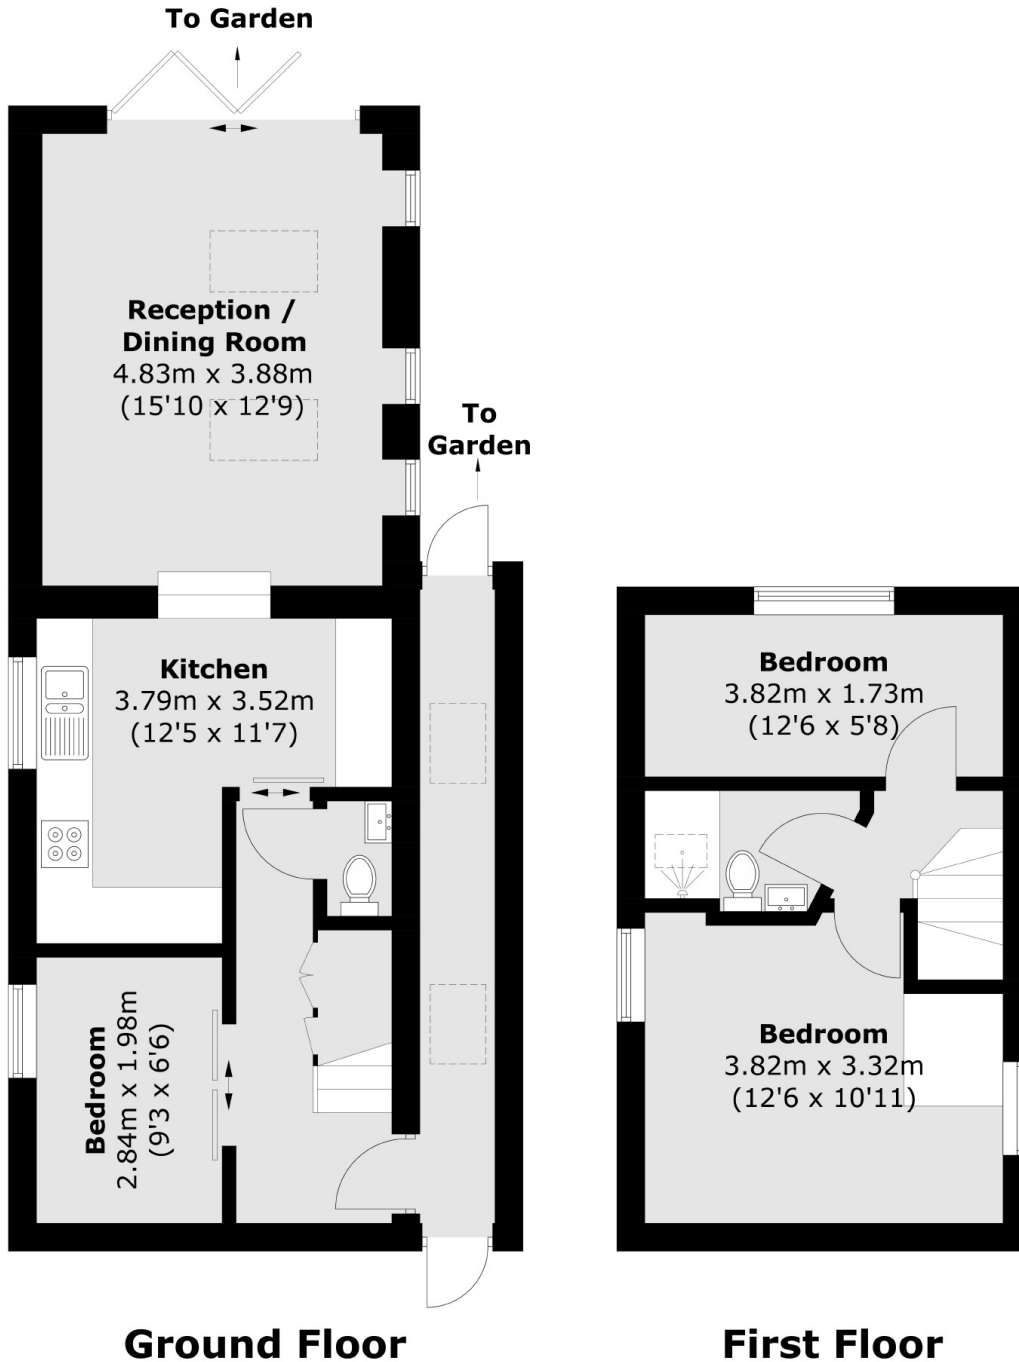 To Garden
Reception /
Dining Room
4.83m x 3.88m
(15'10 x 12'9)
To
Garden
Kitchen
3.79m x 3.52m
(12'5 x 11'7)
Bedroom
2.84m x 1.98m
(9'3 x 6'6)
Ground Floor
Bedroom
3.82m x 1.73m
(12'6 x 5'8)
Bedroom
3.82m x 3.32m
(12'6 x 10'11)
First Floor